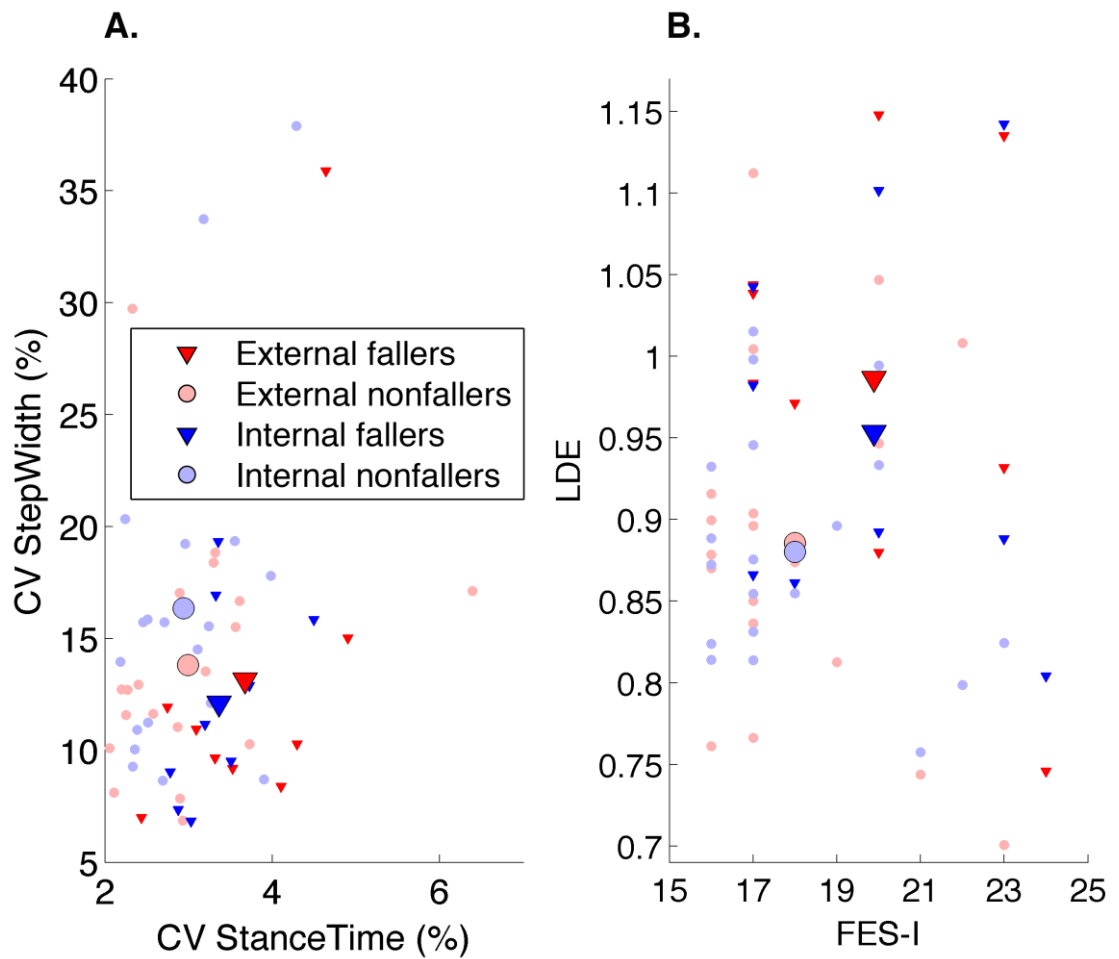 A.
B.
40
35
30
25
20
15
10
5
2
4
6
CV StepWidth (%)
CV StanceTime (%)
External fallers
External nonfallers
Internal fallers
Internal nonfallers
1.15
1.1
1.05
1
0.95
0.9
0.85
0.8
0.75
0.7
15
17
19
21
23
25
LDE
FES-I